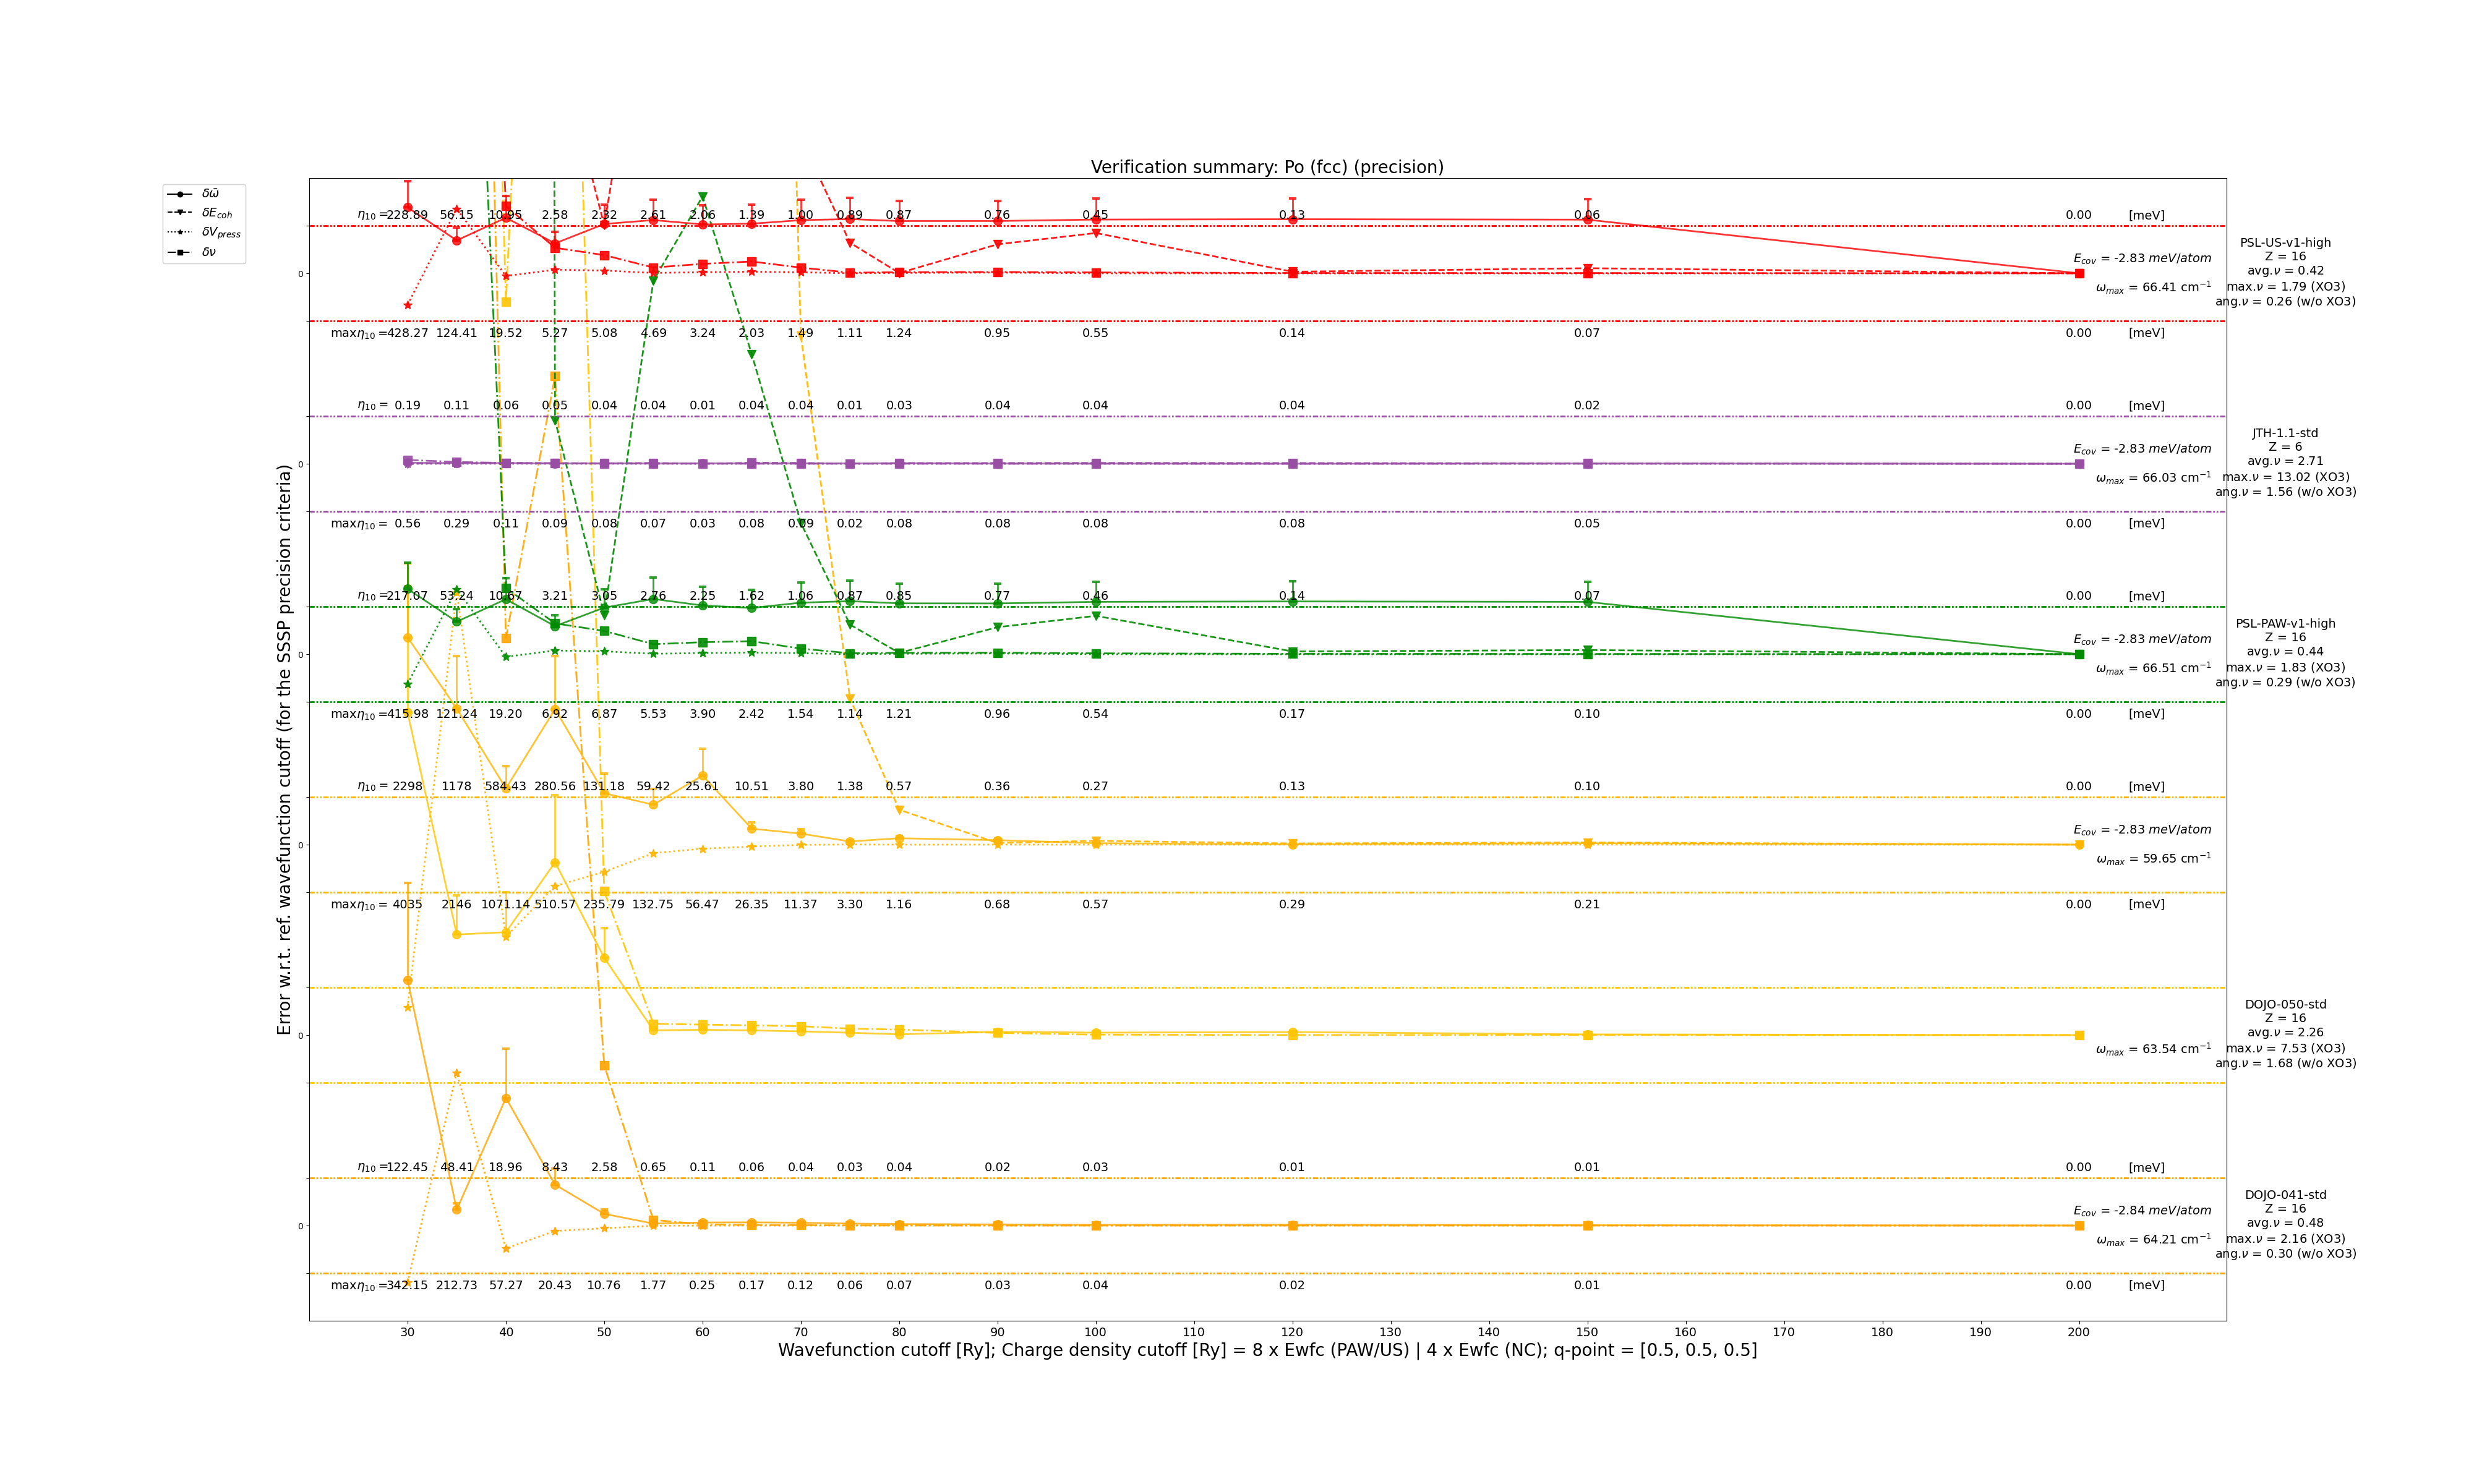 Verification summary: Po (fcc) (precision)
δω̄
δE_coh
δV_press
δν
Error w.r.t. ref. wavefunction cutoff (for the SSSP precision criteria)
η₁₀ = 228.89 56.15 10.95 2.58 2.32 2.61 2.06 1.39 1.00 0.89 0.87 0.76 0.45 0.13 0.06 0.00 [meV]
0
E_cov = -2.83 meV/atom
ω_max = 66.41 cm⁻¹
PSL-US-v1-high
Z = 16
avg.ν = 0.42
max.ν = 1.79 (XO3)
ang.ν = 0.26 (w/o XO3)
maxη₁₀ = 428.27 124.41 19.52 5.27 5.08 4.69 3.24 2.03 1.49 1.11 1.24 0.95 0.55 0.14 0.07 0.00 [meV]
η₁₀ = 0.19 0.11 0.06 0.05 0.04 0.04 0.01 0.04 0.04 0.01 0.03 0.04 0.04 0.04 0.02 0.00 [meV]
0
E_cov = -2.83 meV/atom
ω_max = 66.03 cm⁻¹
JTH-1.1-std
Z = 6
avg.ν = 2.71
max.ν = 13.02 (XO3)
ang.ν = 1.56 (w/o XO3)
maxη₁₀ = 0.56 0.29 0.11 0.09 0.08 0.07 0.03 0.08 0.09 0.02 0.08 0.08 0.08 0.08 0.05 0.00 [meV]
η₁₀ = 217.07 53.24 10.67 3.21 3.05 2.76 2.25 1.62 1.06 0.87 0.85 0.77 0.46 0.14 0.07 0.00 [meV]
0
E_cov = -2.83 meV/atom
ω_max = 66.51 cm⁻¹
PSL-PAW-v1-high
Z = 16
avg.ν = 0.44
max.ν = 1.83 (XO3)
ang.ν = 0.29 (w/o XO3)
maxη₁₀ = 415.98 121.24 19.20 6.92 6.87 5.53 3.90 2.42 1.54 1.14 1.21 0.96 0.54 0.17 0.10 0.00 [meV]
η₁₀ = 2298 1178 584.43 280.56 131.18 59.42 25.61 10.51 3.80 1.38 0.57 0.36 0.27 0.13 0.10 0.00 [meV]
0
E_cov = -2.83 meV/atom
ω_max = 59.65 cm⁻¹
maxη₁₀ = 4035 2146 1071.14 510.57 235.79 132.75 56.47 26.35 11.37 3.30 1.16 0.68 0.57 0.29 0.21 0.00 [meV]
0
ω_max = 63.54 cm⁻¹
DOJO-050-std
Z = 16
avg.ν = 2.26
max.ν = 7.53 (XO3)
ang.ν = 1.68 (w/o XO3)
η₁₀ = 122.45 48.41 18.96 8.43 2.58 0.65 0.11 0.06 0.04 0.03 0.04 0.02 0.03 0.01 0.01 0.00 [meV]
0
E_cov = -2.84 meV/atom
ω_max = 64.21 cm⁻¹
DOJO-041-std
Z = 16
avg.ν = 0.48
max.ν = 2.16 (XO3)
ang.ν = 0.30 (w/o XO3)
maxη₁₀ = 342.15 212.73 57.27 20.43 10.76 1.77 0.25 0.17 0.12 0.06 0.07 0.03 0.04 0.02 0.01 0.00 [meV]
30 40 50 60 70 80 90 100 110 120 130 140 150 160 170 180 190 200
Wavefunction cutoff [Ry]; Charge density cutoff [Ry] = 8 x Ewfc (PAW/US) | 4 x Ewfc (NC); q-point = [0.5, 0.5, 0.5]